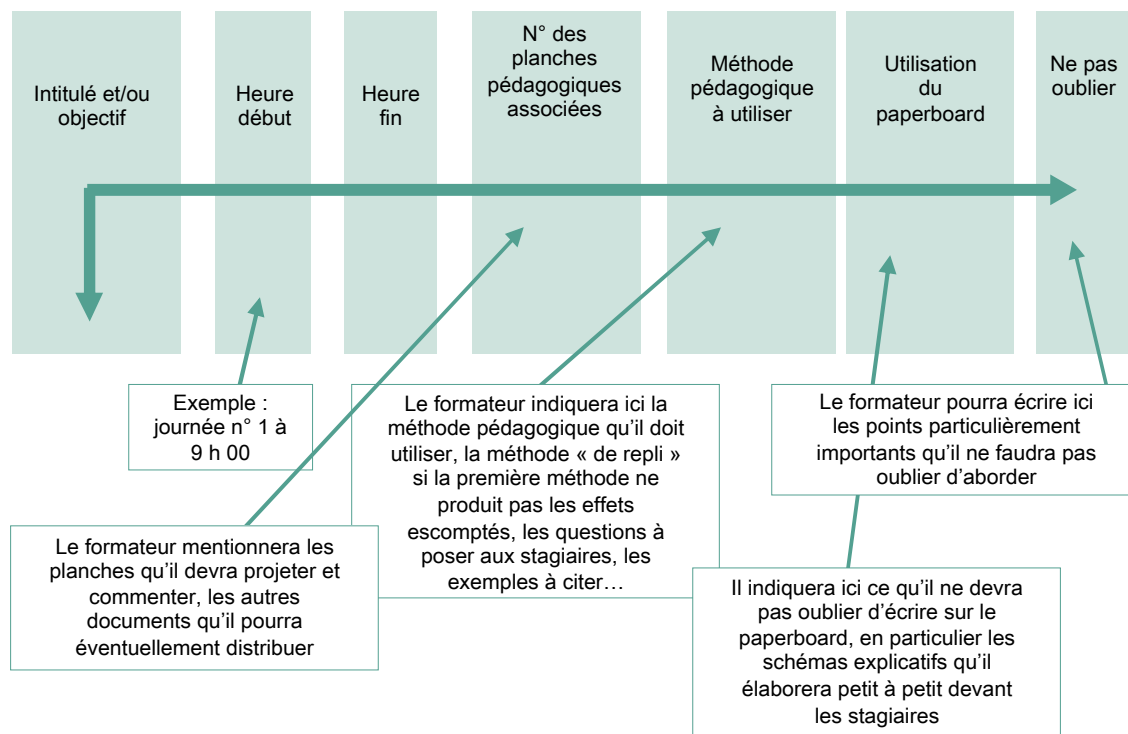 Intitulé et/ou
objectif
Heure
début
Heure
fin
N° des
planches
pédagogiques
associées
Méthode
pédagogique
à utiliser
Utilisation
du
paperboard
Ne pas
oublier
Exemple :
journée n° 1 à
9 h 00
Le formateur indiquera ici la
méthode pédagogique qu’il doit
utiliser, la méthode « de repli »
si la première méthode ne
produit pas les effets
escomptés, les questions à
poser aux stagiaires, les
exemples à citer…
Le formateur pourra écrire ici
les points particulièrement
importants qu’il ne faudra pas
oublier d’aborder
Le formateur mentionnera les
planches qu’il devra projeter et
commenter, les autres
documents qu’il pourra
éventuellement distribuer
Il indiquera ici ce qu’il ne devra
pas oublier d’écrire sur le
paperboard, en particulier les
schémas explicatifs qu’il
élaborera petit à petit devant
les stagiaires